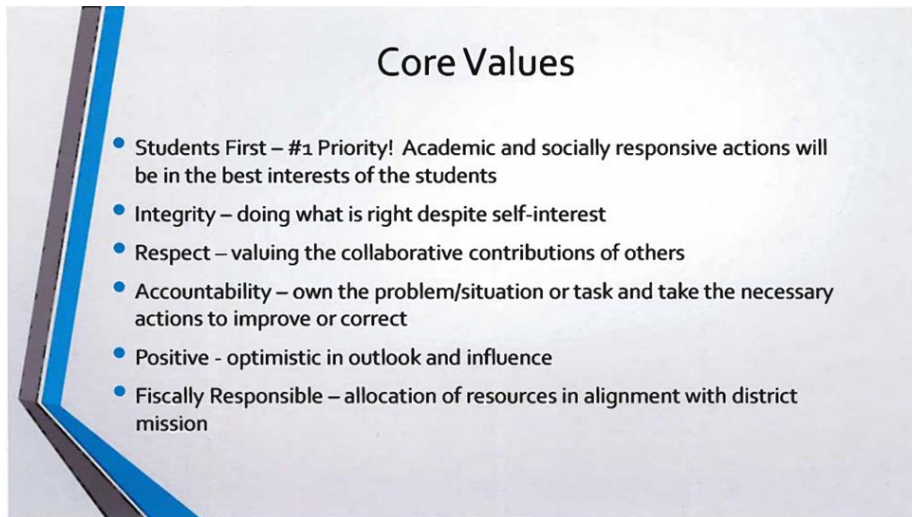 Core Values
• Students First – #1 Priority! Academic and socially responsive actions will
be in the best interests of the students
• Integrity – doing what is right despite self-interest
• Respect – valuing the collaborative contributions of others
• Accountability – own the problem/situation or task and take the necessary
actions to improve or correct
• Positive - optimistic in outlook and influence
• Fiscally Responsible – allocation of resources in alignment with district
mission